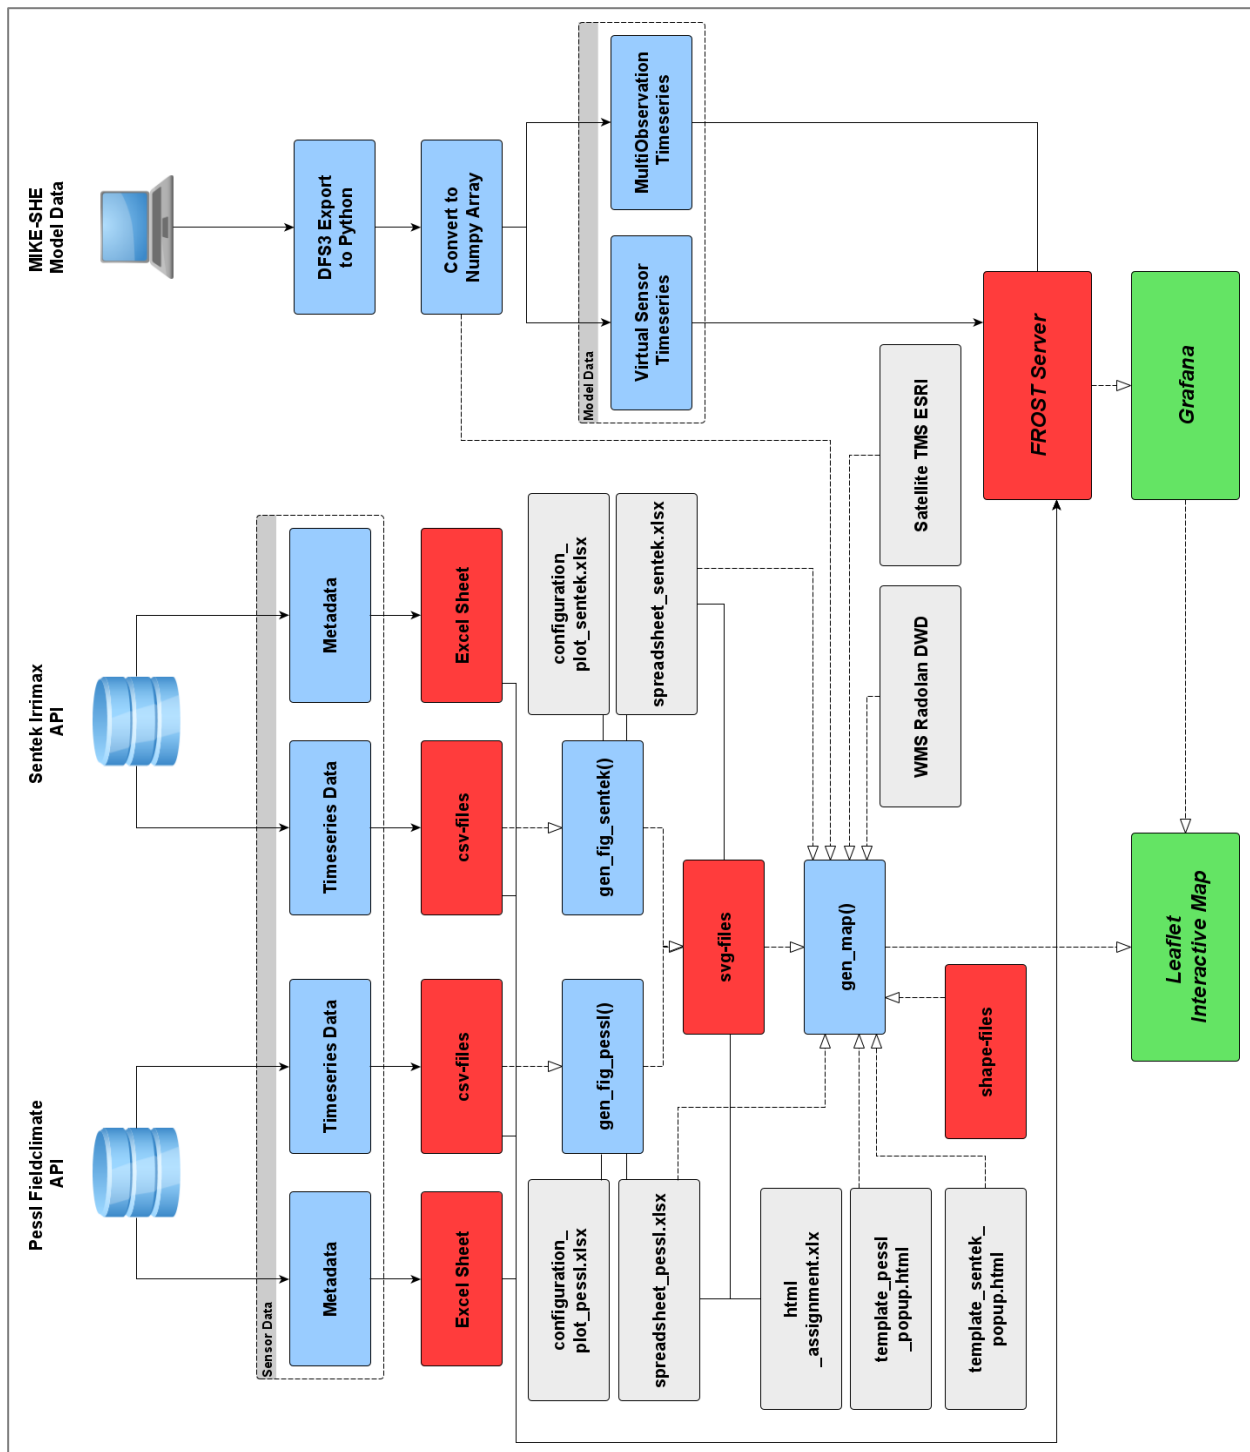 Pessl Fieldclimate
API
Sentek Irrimax
API
MIKE-SHE
Model Data
Sensor Data
Metadata
Timeseries Data
Timeseries Data
Metadata
DFS3 Export
to Python
Excel Sheet
csv-files
csv-files
Excel Sheet
Convert to
Numpy Array
configuration_
plot_pessl.xlsx
gen_fig_pessl()
gen_fig_sentek()
configuration_
plot_sentek.xlsx
spreadsheet_pessl.xlsx
spreadsheet_sentek.xlsx
Model Data
Virtual Sensor
Timeseries
MultiObservation
Timeseries
svg-files
html
_assignment.xlx
gen_map()
template_pessl
_popup.html
WMS Radolan DWD
Satellite TMS ESRI
template_sentek_
popup.html
shape-files
FROST Server
Leaflet
Interactive Map
Grafana